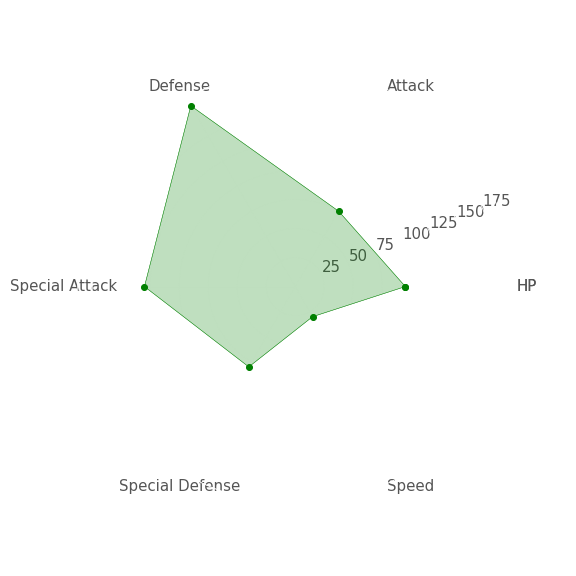 Defense
Attack
175
150
125
100
75
50
25
Special Attack
HP
Special Defense
Speed